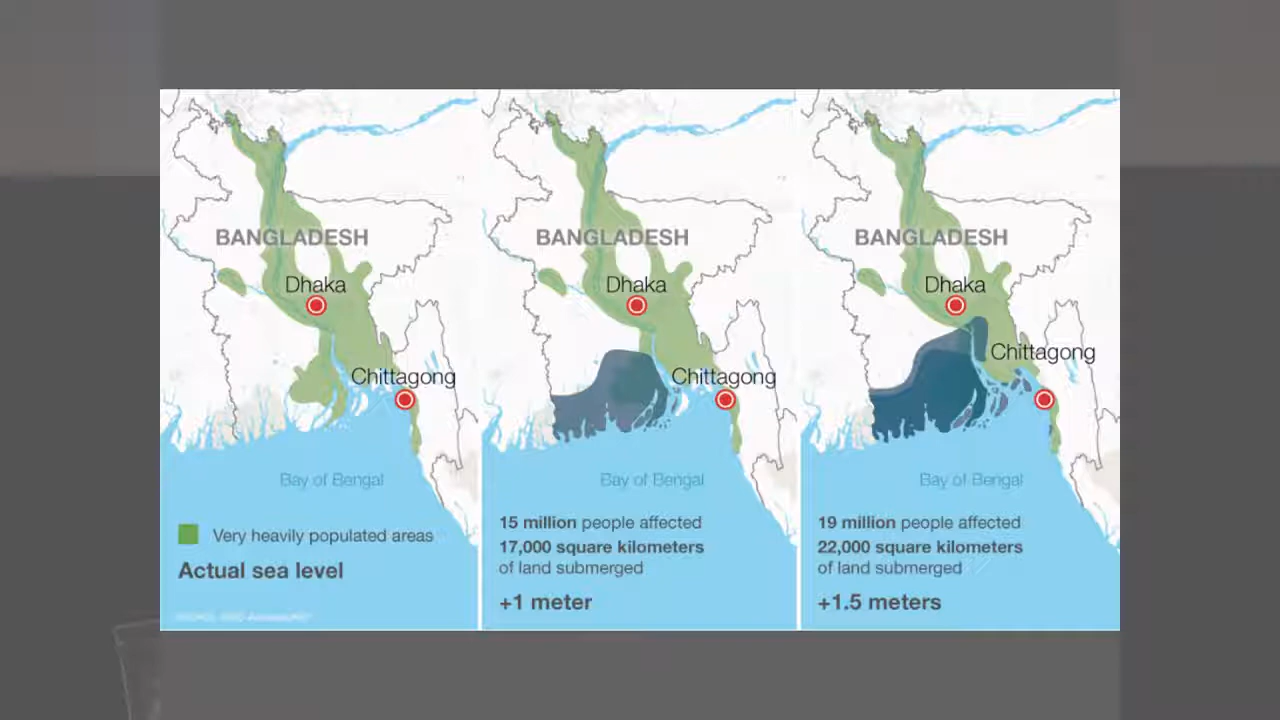 BANGLADESH
Dhaka
Chittagong
Bay of Bengal
Very heavily populated areas
Actual sea level
BANGLADESH
Dhaka
Chittagong
Bay of Bengal
15 million people affected
17,000 square kilometers
of land submerged
+1 meter
BANGLADESH
Dhaka
Chittagong
Bay of Bengal
19 million people affected
22,000 square kilometers
of land submerged
+1.5 meters